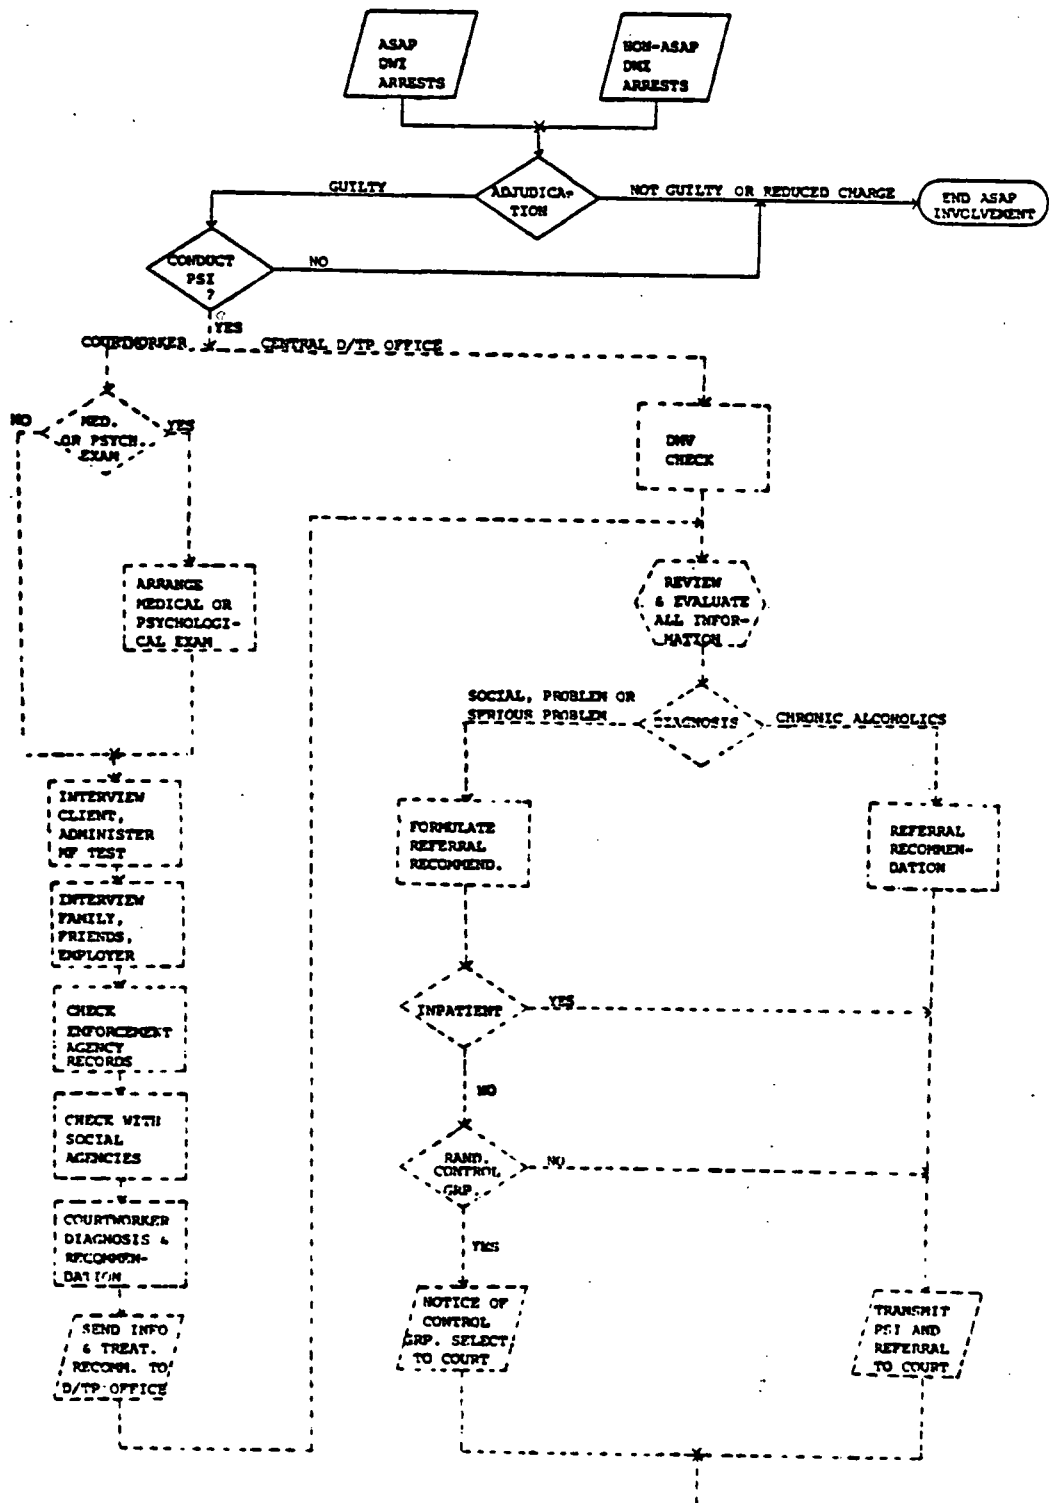 ASAP
DWI
ARRESTS
NON-ASAP
DWI
ARRESTS
GUILTY
ADJUDICA-
TION
NOT GUILTY OR REDUCED CHARGE
END ASAP
INVOLVEMENT
CONDUCT
PSI
?
NO
YES
COURTWORKER
CENTRAL D/TP OFFICE
NO
MED.
OR PSYCH.
EXAM
YES
DMV
CHECK
ARRANGE
MEDICAL OR
PSYCHOLOGI-
CAL EXAM
REVIEW
& EVALUATE
ALL INFOR-
MATION
SOCIAL, PROBLEM OR
SERIOUS PROBLEM
DIAGNOSIS
CHRONIC ALCOHOLICS
INTERVIEW
CLIENT,
ADMINISTER
MF TEST
FORMULATE
REFERRAL
RECOMMEND.
REFERRAL
RECOMMEN-
DATION
INTERVIEW
FAMILY,
FRIENDS,
EMPLOYER
CHECK
ENFORCEMENT
AGENCY
RECORDS
INPATIENT
YES
NO
CHECK WITH
SOCIAL
AGENCIES
RAND.
CONTROL
GRP.
NO
YES
COURTWORKER
DIAGNOSIS &
RECOMMEN-
DATION
SEND INFO
& TREAT.
RECOMM. TO
D/TP OFFICE
NOTICE OF
CONTROL
GRP. SELECT
TO COURT
TRANSMIT
PSI AND
REFERRAL
TO COURT